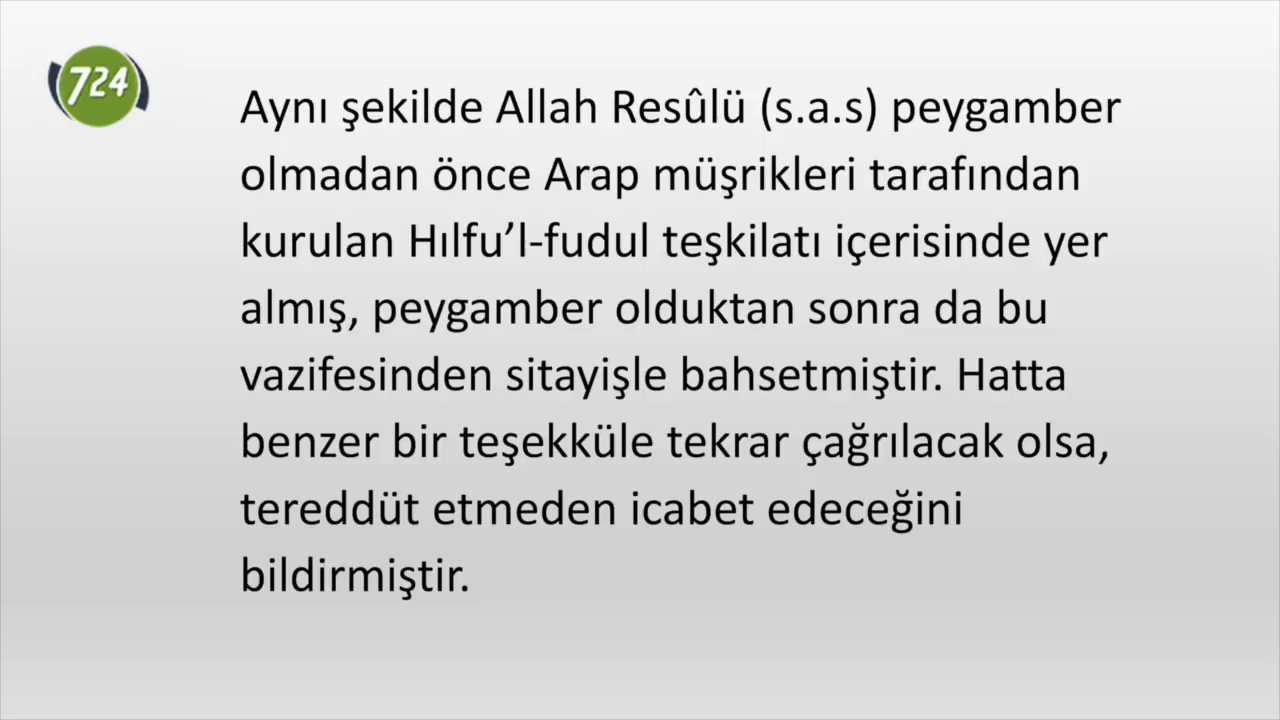 724
Aynı şekilde Allah Resûlü (s.a.s) peygamber
olmadan önce Arap müşrikleri tarafından
kurulan Hılfu’l-fudul teşkilatı içerisinde yer
almış, peygamber olduktan sonra da bu
vazifesinden sitayişle bahsetmiştir. Hatta
benzer bir teşekküle tekrar çağrılacak olsa,
tereddüt etmeden icabet edeceğini
bildirmiştir.